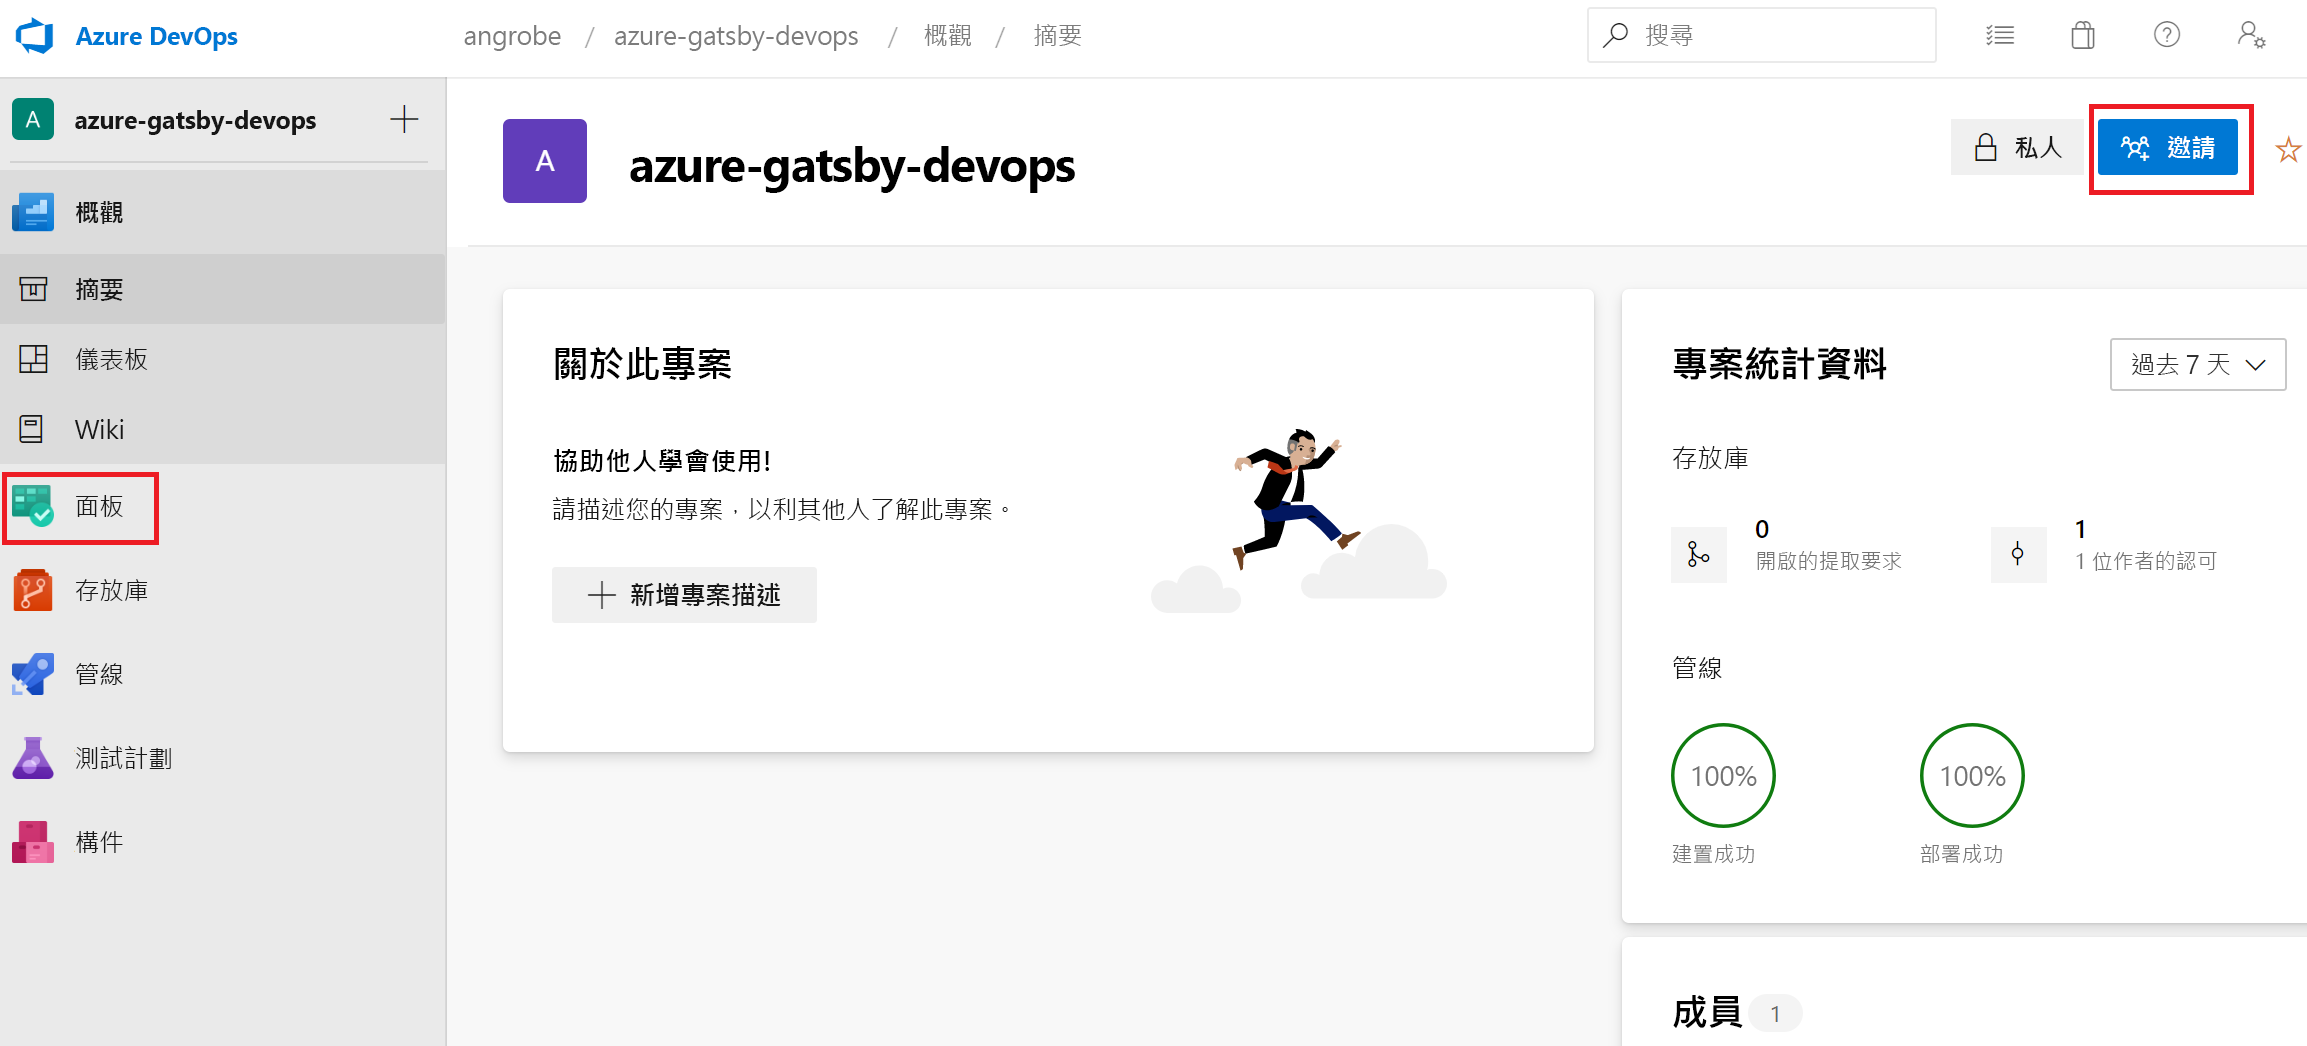 Azure DevOps
angrobe / azure-gatsby-devops / 概觀 / 摘要
搜尋
A azure-gatsby-devops
概觀
摘要
儀表板
Wiki
面板
存放庫
管線
測試計劃
構件
A azure-gatsby-devops
私人
邀請
關於此專案
協助他人學會使用!
請描述您的專案，以利其他人了解此專案。
新增專案描述
專案統計資料
過去 7 天
存放庫
0
開啟的提取要求
1
1 位作者的認可
管線
100%
建置成功
100%
部署成功
成員 1